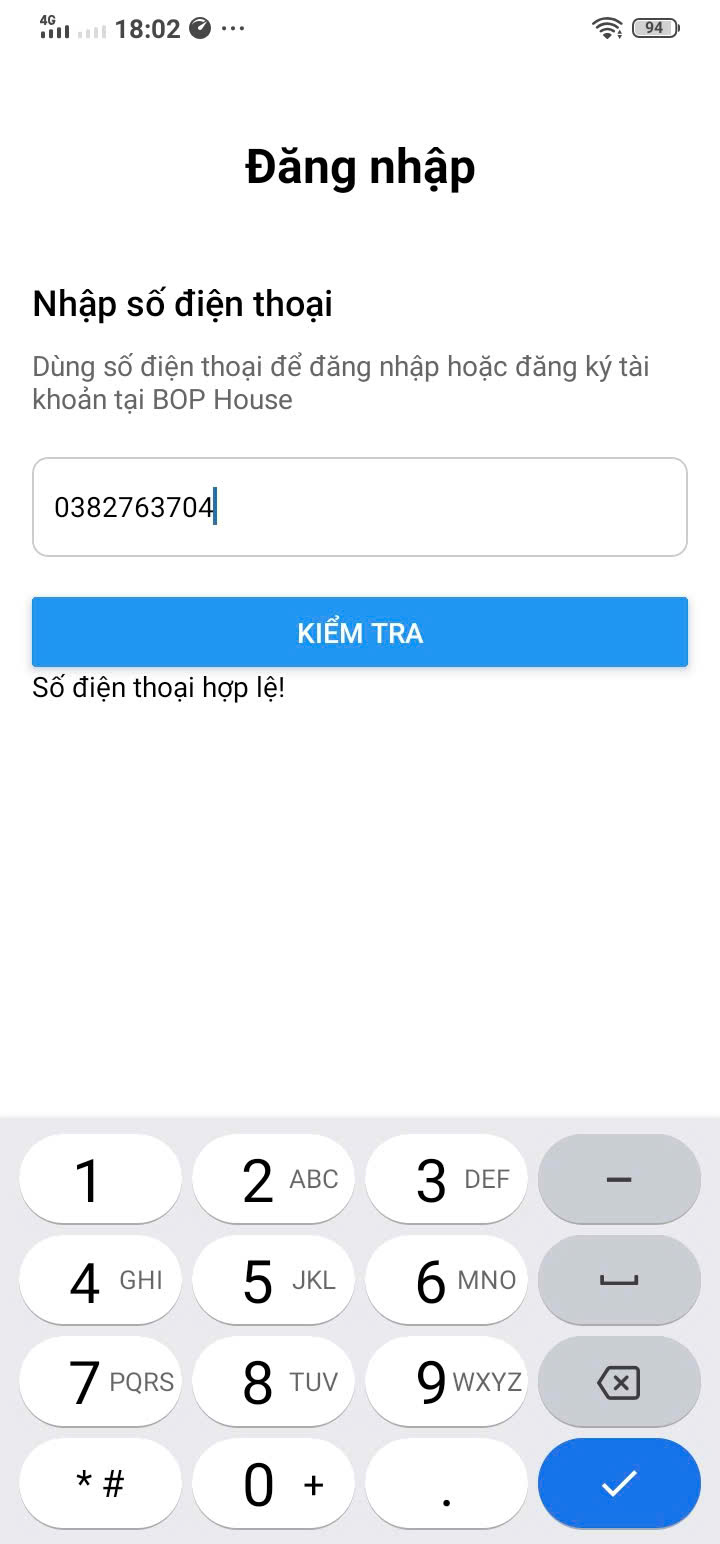 4G 18:02 94
Đăng nhập
Nhập số điện thoại
Dùng số điện thoại để đăng nhập hoặc đăng ký tài
khoản tại BOP House
0382763704
KIỂM TRA
Số điện thoại hợp lệ!
1 2 ABC 3 DEF –
4 GHI 5 JKL 6 MNO
7 PQRS 8 TUV 9 WXYZ
* # 0 + .